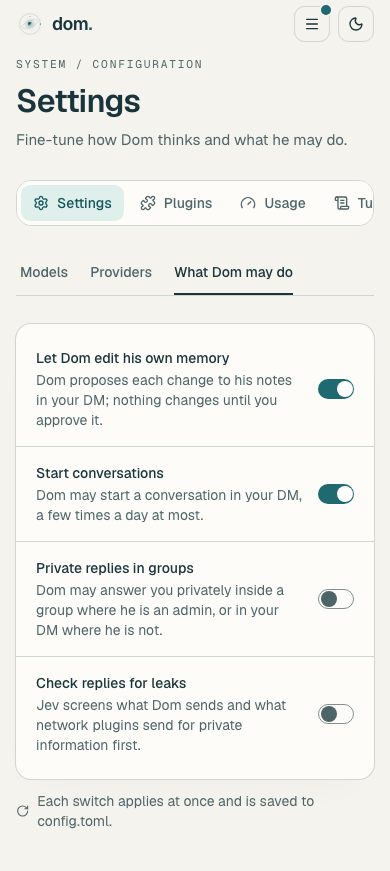 dom.
SYSTEM / CONFIGURATION
Settings
Fine-tune how Dom thinks and what he may do.
Settings
Plugins
Usage
Tu
Models
Providers
What Dom may do
Let Dom edit his own memory
Dom proposes each change to his notes
in your DM; nothing changes until you
approve it.
Start conversations
Dom may start a conversation in your DM,
a few times a day at most.
Private replies in groups
Dom may answer you privately inside a
group where he is an admin, or in your
DM where he is not.
Check replies for leaks
Jev screens what Dom sends and what
network plugins send for private
information first.
Each switch applies at once and is saved to
config.toml.